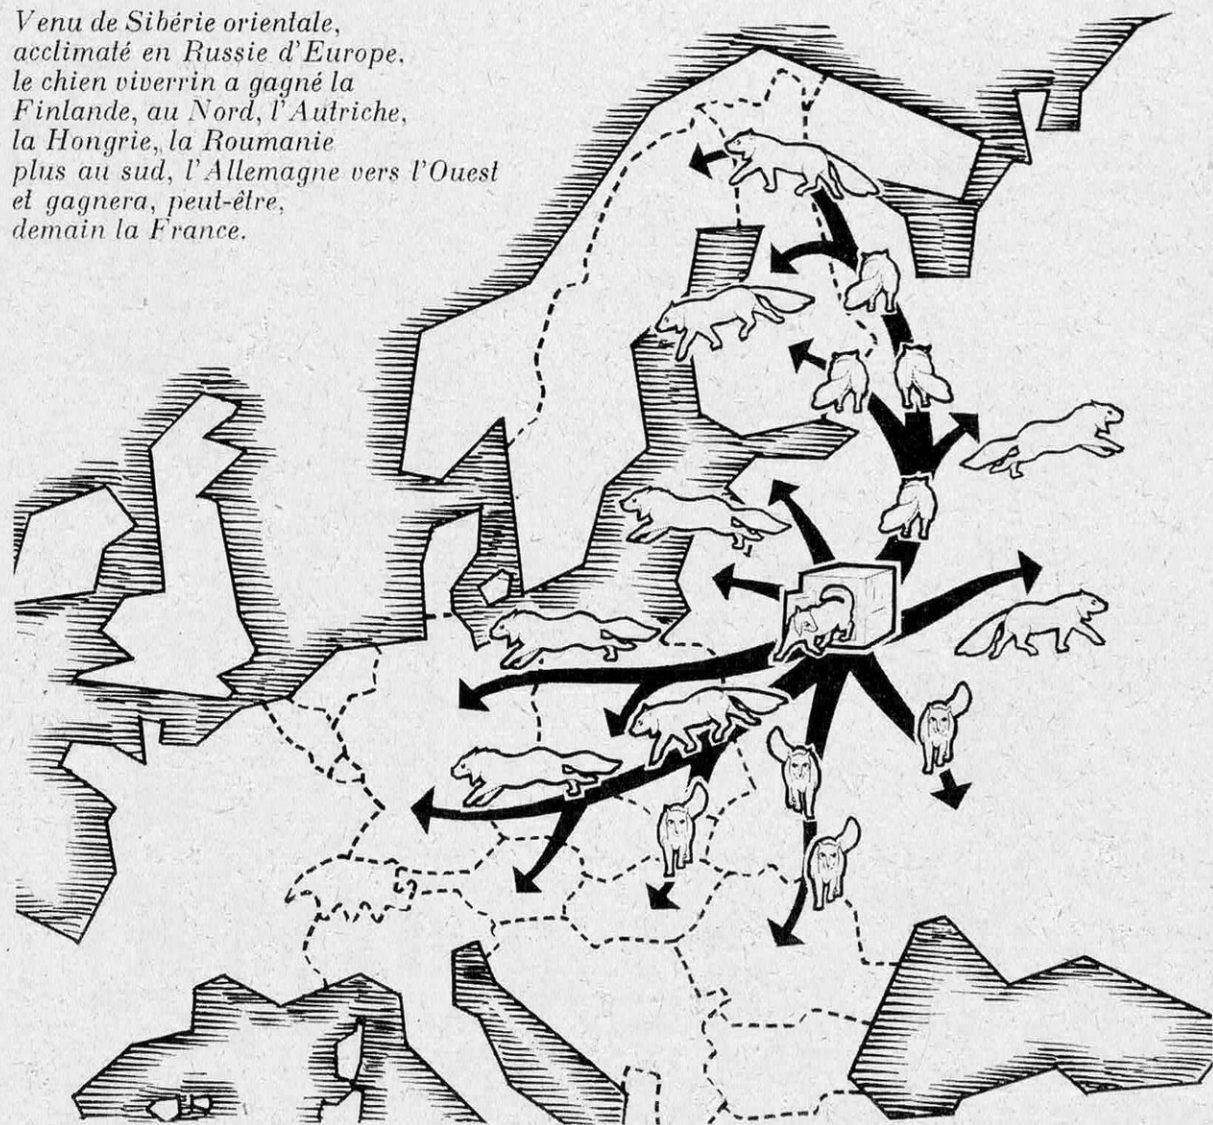 Venu de Sibérie orientale,
acclimaté en Russie d'Europe,
le chien viverrin a gagné la
Finlande, au Nord, l'Autriche,
la Hongrie, la Roumanie
plus au sud, l'Allemagne vers l'Ouest
et gagnera, peut-être,
demain la France.